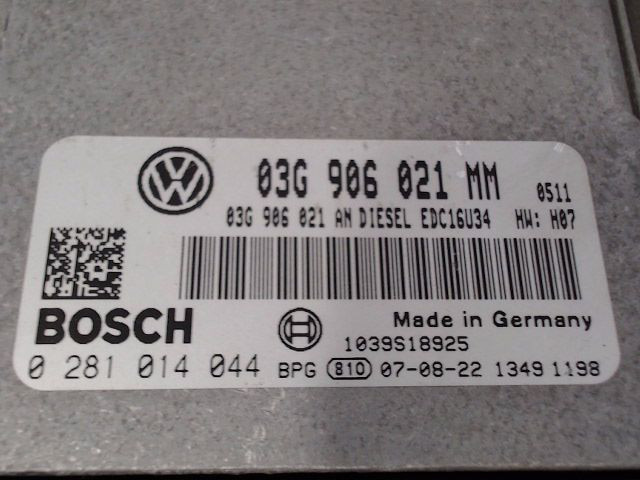 03G 906 021 MM 0511
03G 906 021 AN DIESEL EDC16U34 HW: H07
BOSCH
Made in Germany
1039S18925
0 281 014 044 BPG 810 07-08-22 1349 1198